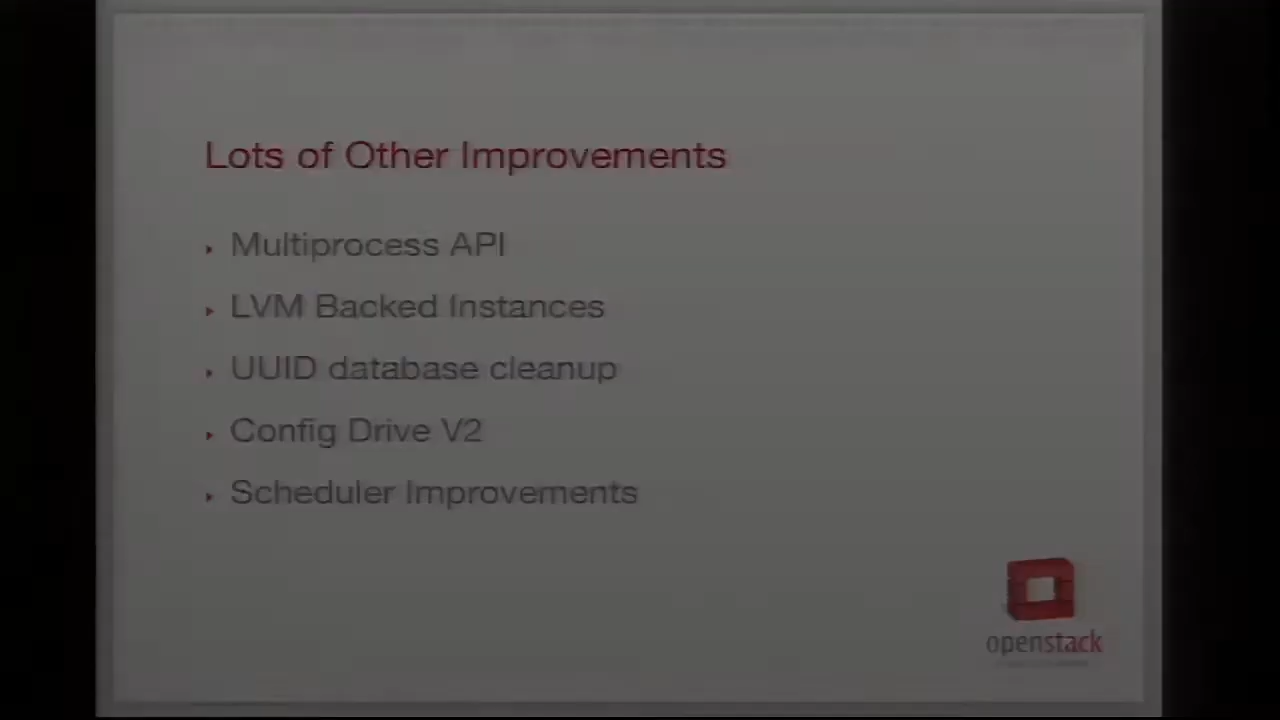 Lots of Other Improvements
Multiprocess API
LVM Backed Instances
UUID database cleanup
Config Drive V2
Scheduler Improvements
openstack